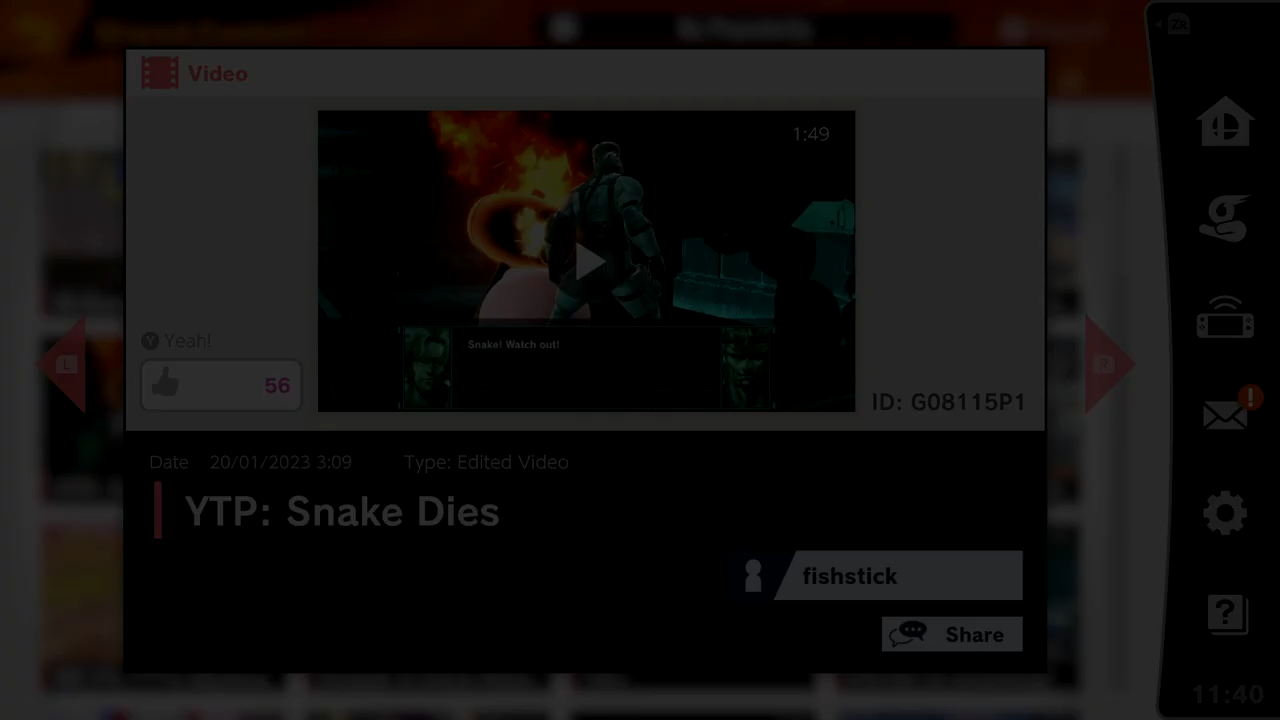 ZR
Video
1:49
Snake! Watch out!
Y Yeah!
56
L
R
!
ID: G08115P1
Date 20/01/2023 3:09 Type: Edited Video
YTP: Snake Dies
fishstick
?
Share
11:40